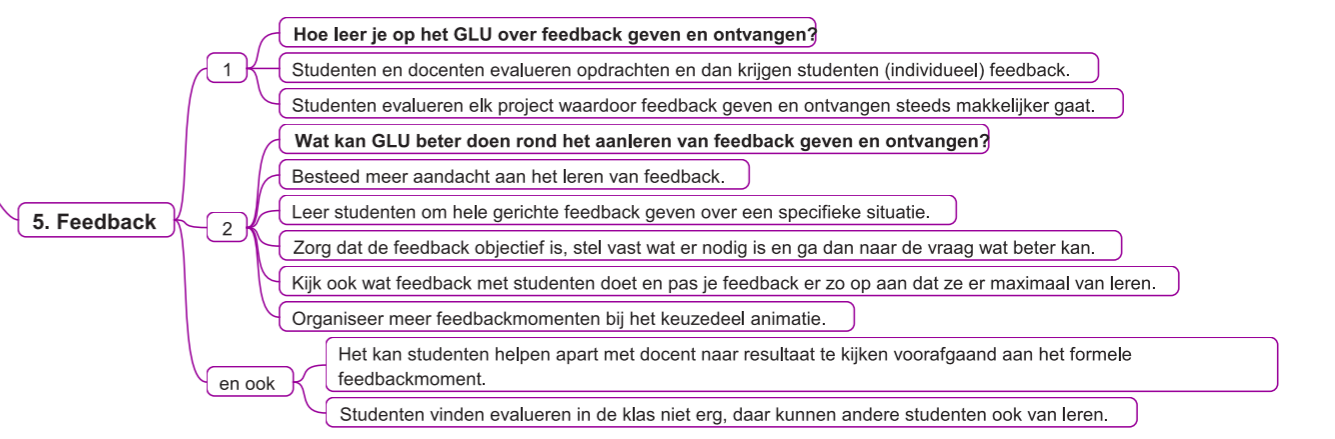 Hoe leer je op het GLU over feedback geven en ontvangen?
1
Studenten en docenten evalueren opdrachten en dan krijgen studenten (individueel) feedback.
Studenten evalueren elk project waardoor feedback geven en ontvangen steeds makkelijker gaat.
Wat kan GLU beter doen rond het aanleren van feedback geven en ontvangen?
Besteed meer aandacht aan het leren van feedback.
5. Feedback
2
Leer studenten om hele gerichte feedback geven over een specifieke situatie.
Zorg dat de feedback objectief is, stel vast wat er nodig is en ga dan naar de vraag wat beter kan.
Kijk ook wat feedback met studenten doet en pas je feedback er zo op aan dat ze er maximaal van leren.
Organiseer meer feedbackmomenten bij het keuzedeel animatie.
en ook
Het kan studenten helpen apart met docent naar resultaat te kijken voorafgaand aan het formele
feedbackmoment.
Studenten vinden evalueren in de klas niet erg, daar kunnen andere studenten ook van leren.